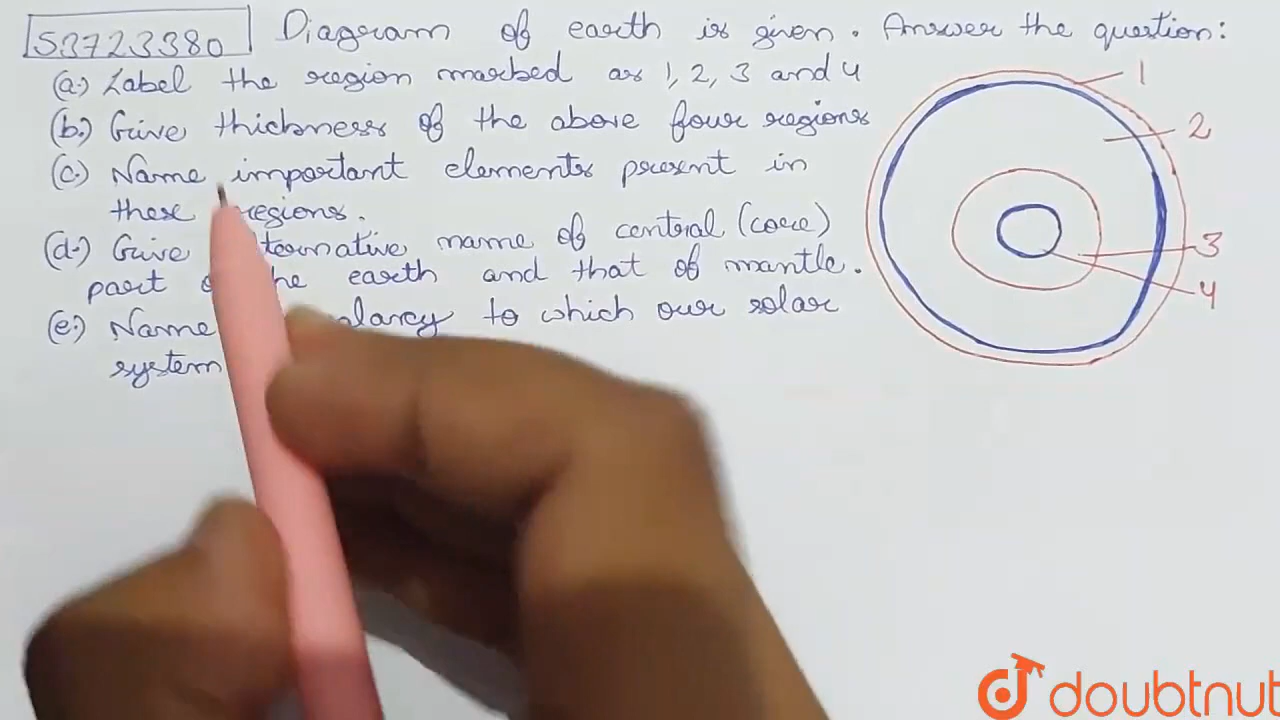 53723380 Diagram of earth is given. Answer the question:
(a.) Label the region marked as 1, 2, 3 and 4
(b.) Give thickness of the above four regions
(c.) Name important elements present in
these regions.
(d.) Give name of central (core)
part the earth and that of mantle.
(e.) Name to which our solar
system
1
2
3
4
doubtnut